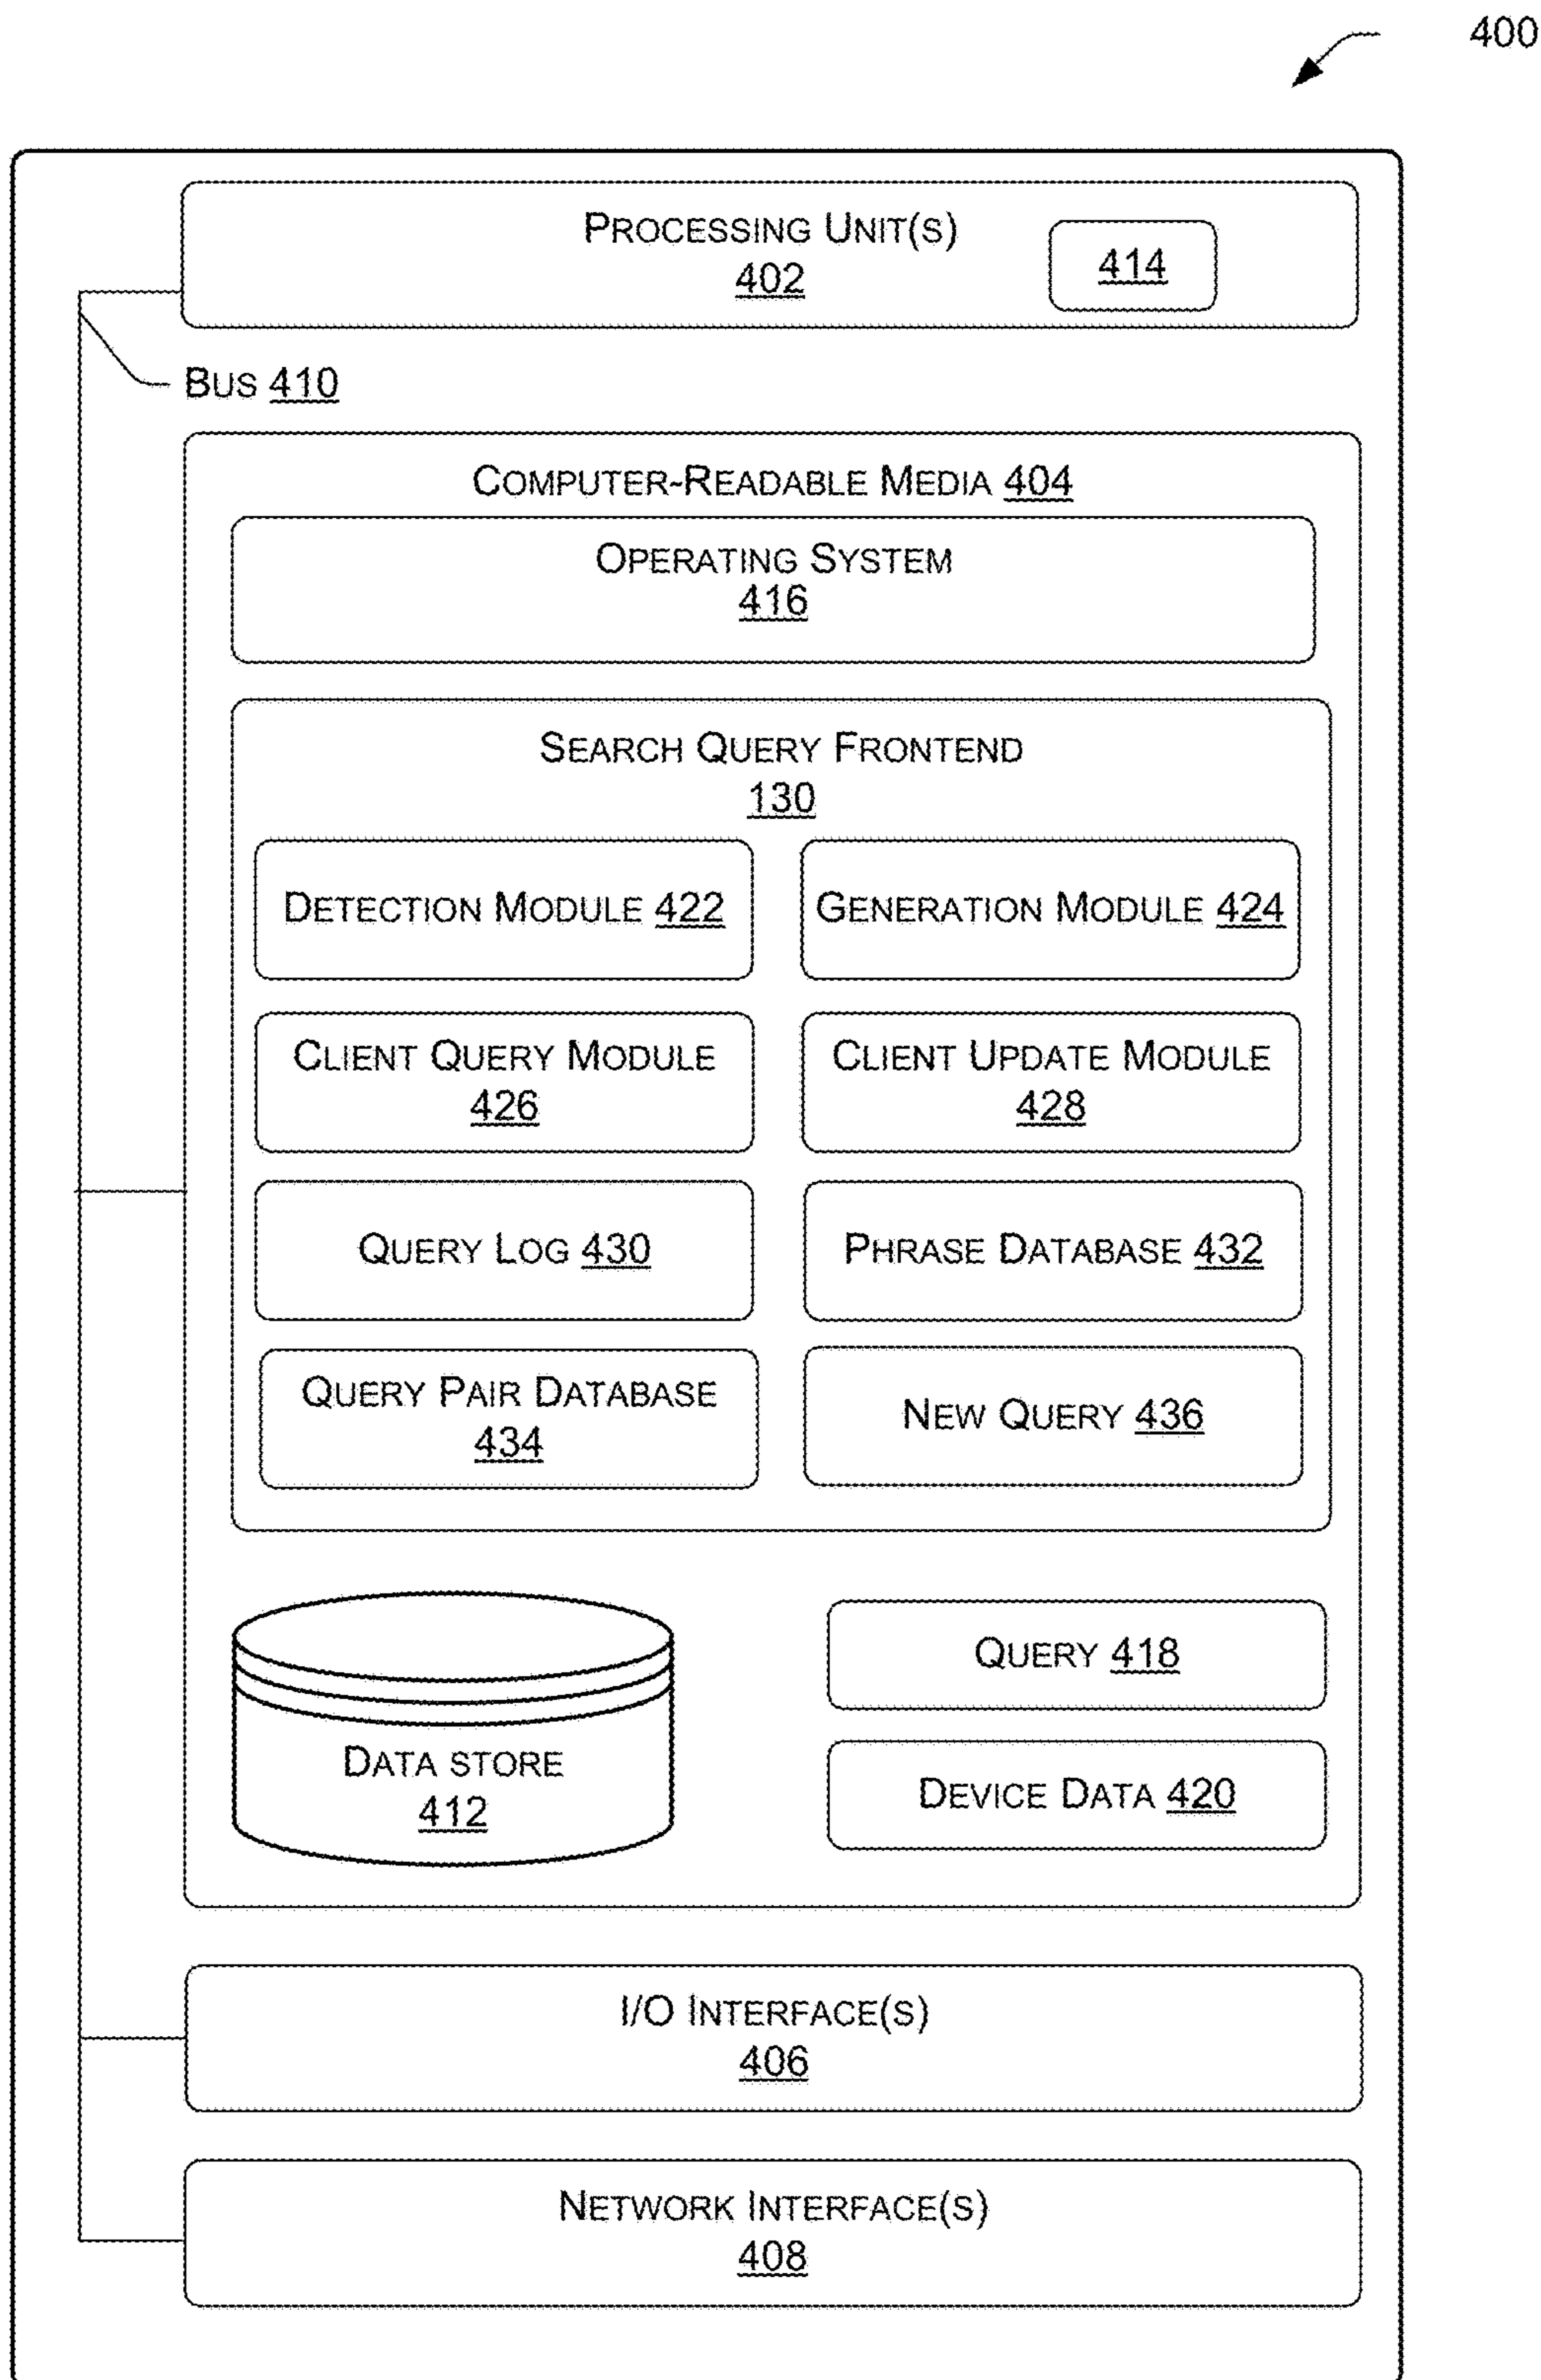 400
PROCESSING UNIT(S)
402
414
BUS 410
COMPUTER-READABLE MEDIA 404
OPERATING SYSTEM
416
SEARCH QUERY FRONTEND
130
DETECTION MODULE 422
GENERATION MODULE 424
CLIENT QUERY MODULE
426
CLIENT UPDATE MODULE
428
QUERY LOG 430
PHRASE DATABASE 432
QUERY PAIR DATABASE
434
NEW QUERY 436
DATA STORE
412
QUERY 418
DEVICE DATA 420
I/O INTERFACE(S)
406
NETWORK INTERFACE(S)
408